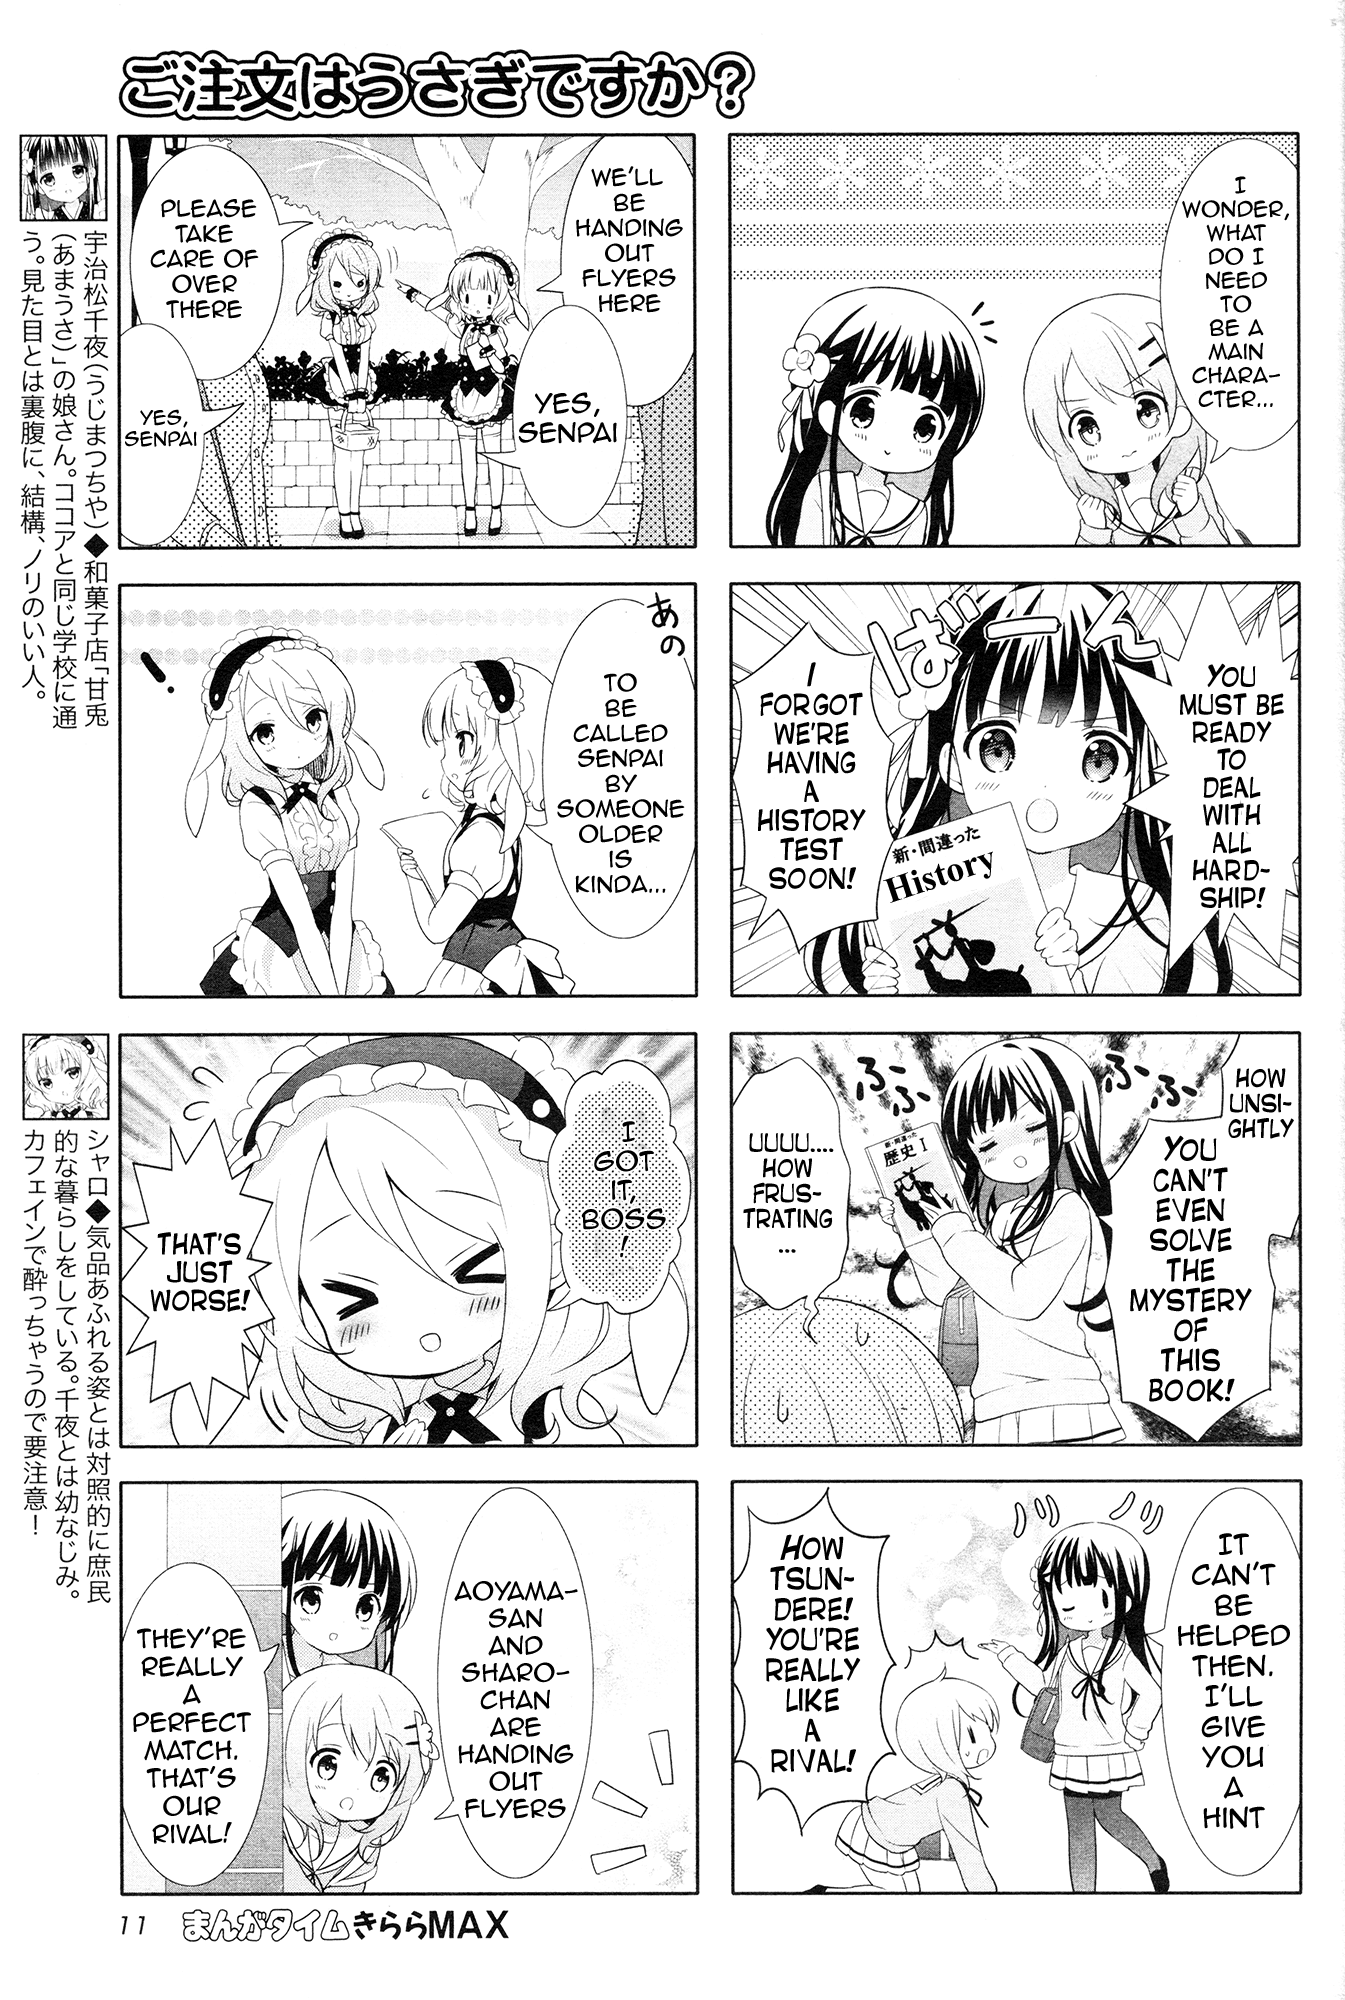 ご注文はうさぎですか?
I
WONDER,
WHAT
DO I
NEED
TO
BE A
MAIN
CHARA-
CTER...
YOU
MUST BE
READY
TO
DEAL
WITH
ALL
HARD-
SHIP!
ばーん
I
FORGOT
WE'RE
HAVING
A
HISTORY
TEST
SOON!
新・間違った
History
HOW
UNSI-
GHTLY
YOU
CAN'T
EVEN
SOLVE
THE
MYSTERY
OF
THIS
BOOK!
ふふ
ふふ
新・間違った
歴史 I
UUUU....
HOW
FRUS-
TRATING
...
IT
CAN'T
BE
HELPED
THEN.
I'LL
GIVE
YOU
A
HINT
HOW
TSUN-
DERE!
YOU'RE
REALLY
LIKE
A
RIVAL!
WE'LL
BE
HANDING
OUT
FLYERS
HERE
PLEASE
TAKE
CARE OF
OVER
THERE
YES,
SENPAI
YES,
SENPAI
あの
TO
BE
CALLED
SENPAI
BY
SOMEONE
OLDER
IS
KINDA...
!
I
GOT
IT,
BOSS
!
THAT'S
JUST
WORSE!
AOYAMA-
SAN
AND
SHARO-
CHAN ARE
HANDING
OUT
FLYERS
THEY'RE
REALLY
A
PERFECT
MATCH.
THAT'S
OUR
RIVAL!
宇治松千夜(うじまつちや)◆和菓子店「甘兎
(あまうさ)」の娘さん。ココアと同じ学校に通
う。見た目とは裏腹に、結構、ノリのいい人。
シャロ◆気品あふれる姿とは対照的に庶民
的な暮らしをしている。千夜とは幼なじみ。
カフェインで酔っちゃうので要注意!
11 まんがタイムきららMAX